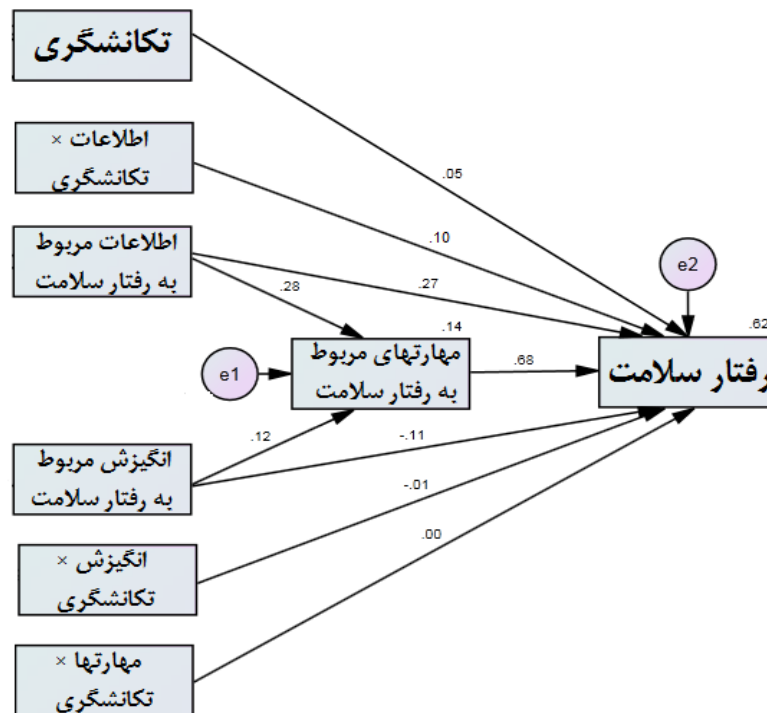 تکانشگری
اطلاعات ×
تکانشگری
.05
.10
اطلاعات مربوط
به رفتار سلامت
.27
.28
e2
.14
.62
مهارتهای مربوط
به رفتار سلامت
.68
رفتار سلامت
e1
.12
-.11
انگیزش مربوط
به رفتار سلامت
-.01
.00
انگیزش ×
تکانشگری
مهارتها ×
تکانشگری